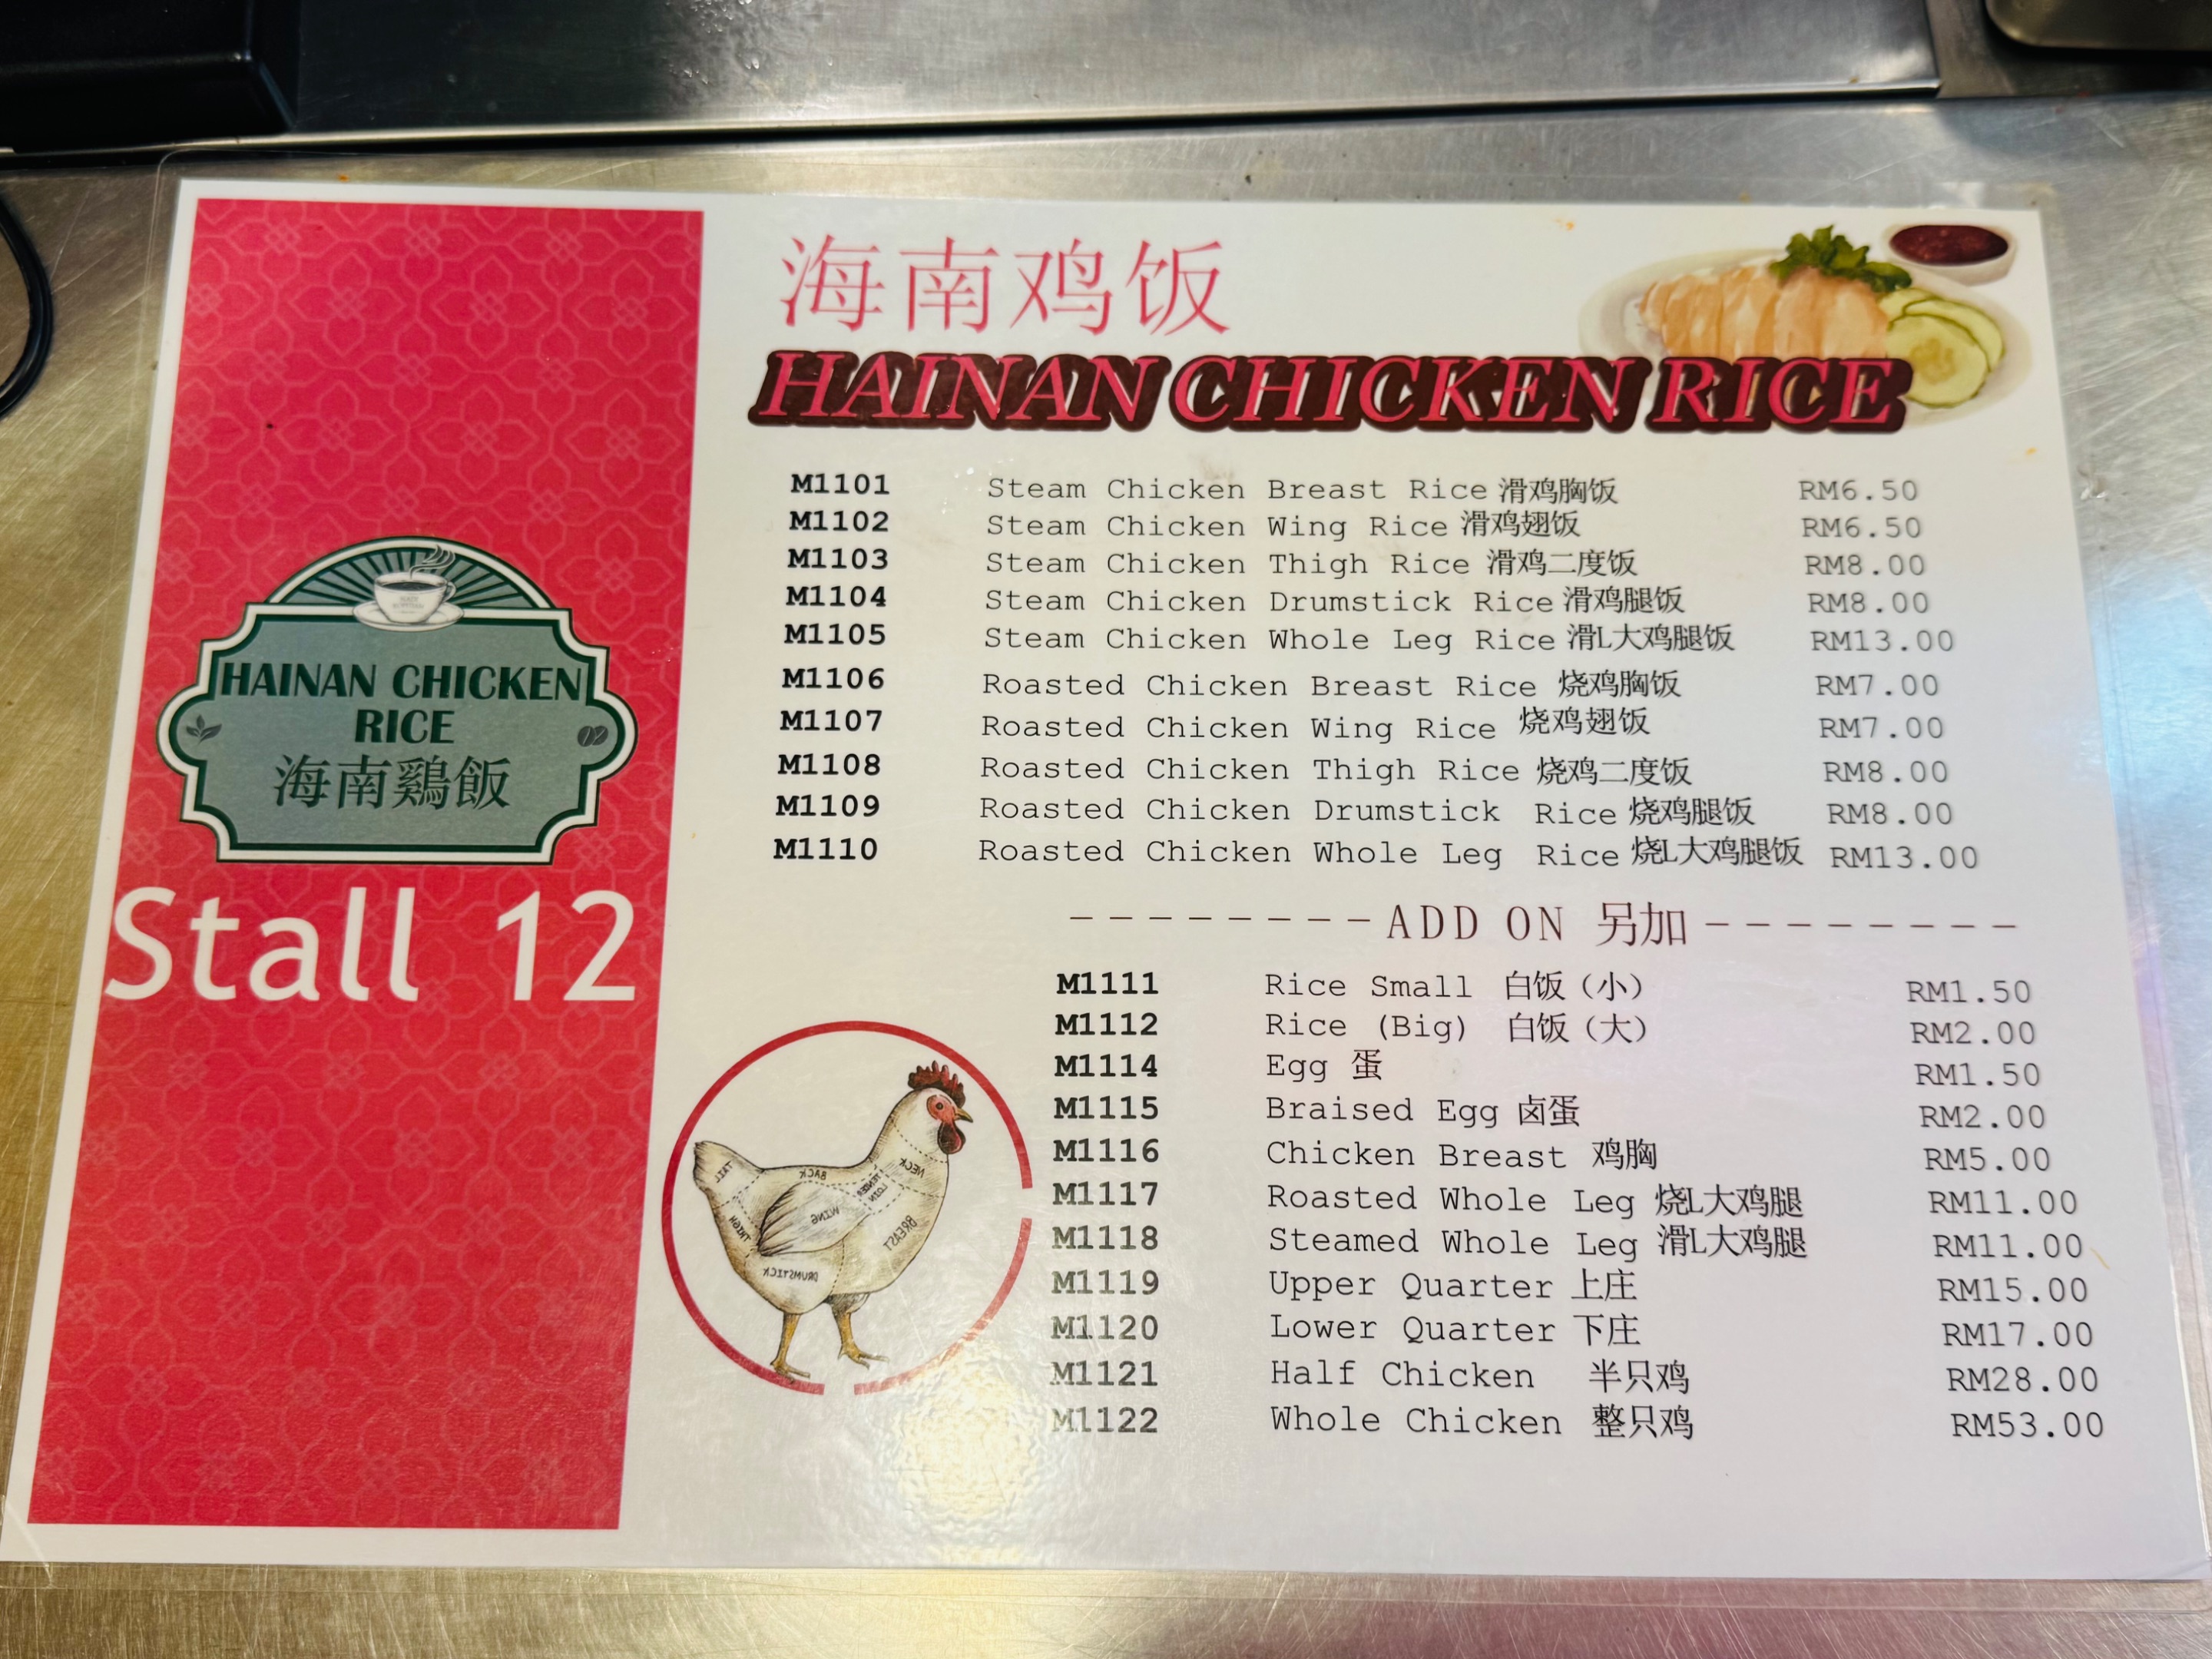 海南鸡饭
HAINAN CHICKEN RICE
M1101 Steam Chicken Breast Rice 滑鸡胸饭 RM6.50
M1102 Steam Chicken Wing Rice 滑鸡翅饭 RM6.50
M1103 Steam Chicken Thigh Rice 滑鸡二度饭 RM8.00
M1104 Steam Chicken Drumstick Rice 滑鸡腿饭 RM8.00
M1105 Steam Chicken Whole Leg Rice 滑L大鸡腿饭 RM13.00
M1106 Roasted Chicken Breast Rice 烧鸡胸饭 RM7.00
M1107 Roasted Chicken Wing Rice 烧鸡翅饭 RM7.00
M1108 Roasted Chicken Thigh Rice 烧鸡二度饭 RM8.00
M1109 Roasted Chicken Drumstick Rice 烧鸡腿饭 RM8.00
M1110 Roasted Chicken Whole Leg Rice 烧L大鸡腿饭 RM13.00
--------ADD ON 另加--------
M1111 Rice Small 白饭（小） RM1.50
M1112 Rice (Big) 白饭（大） RM2.00
M1114 Egg 蛋 RM1.50
M1115 Braised Egg 卤蛋 RM2.00
M1116 Chicken Breast 鸡胸 RM5.00
M1117 Roasted Whole Leg 烧L大鸡腿 RM11.00
M1118 Steamed Whole Leg 滑L大鸡腿 RM11.00
M1119 Upper Quarter 上庄 RM15.00
M1120 Lower Quarter 下庄 RM17.00
M1121 Half Chicken 半只鸡 RM28.00
M1122 Whole Chicken 整只鸡 RM53.00
HAINAN CHICKEN
RICE
海南鷄飯
Stall 12
TAIL
BACK
NECK
TENDER
LOIN
THIGH
WING
BREAST
DRUMSTICK